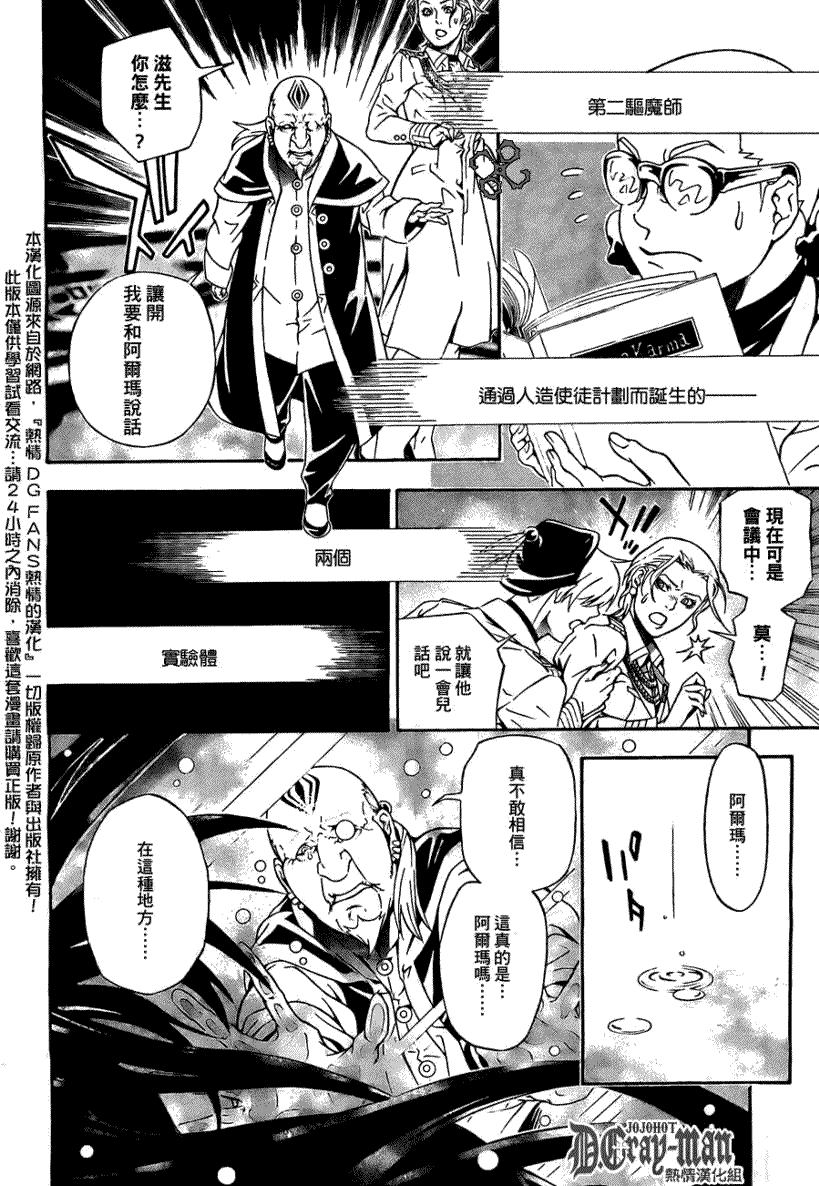 第二驅魔師
滋先生
你怎麼…?
讓開
我要和阿爾瑪說話
Karma
通過人造使徒計劃而誕生的———
現在可是
會議中…
莫…!
就讓他
說一會兒
話吧
兩個
實驗體
阿爾瑪……
パタ
真不敢相信…
這真的是…
阿爾瑪嗎……
在這種地方……
本漢化圖源來自於網路,『熱情DG FANS熱情的漢化』一切版權歸原作者與出版社擁有!
此版本僅供學習試看交流…請24小時之內消除,喜歡這套漫畫請購買正版!謝謝。
JOJOHOT
D.Gray-man
熱情漢化組